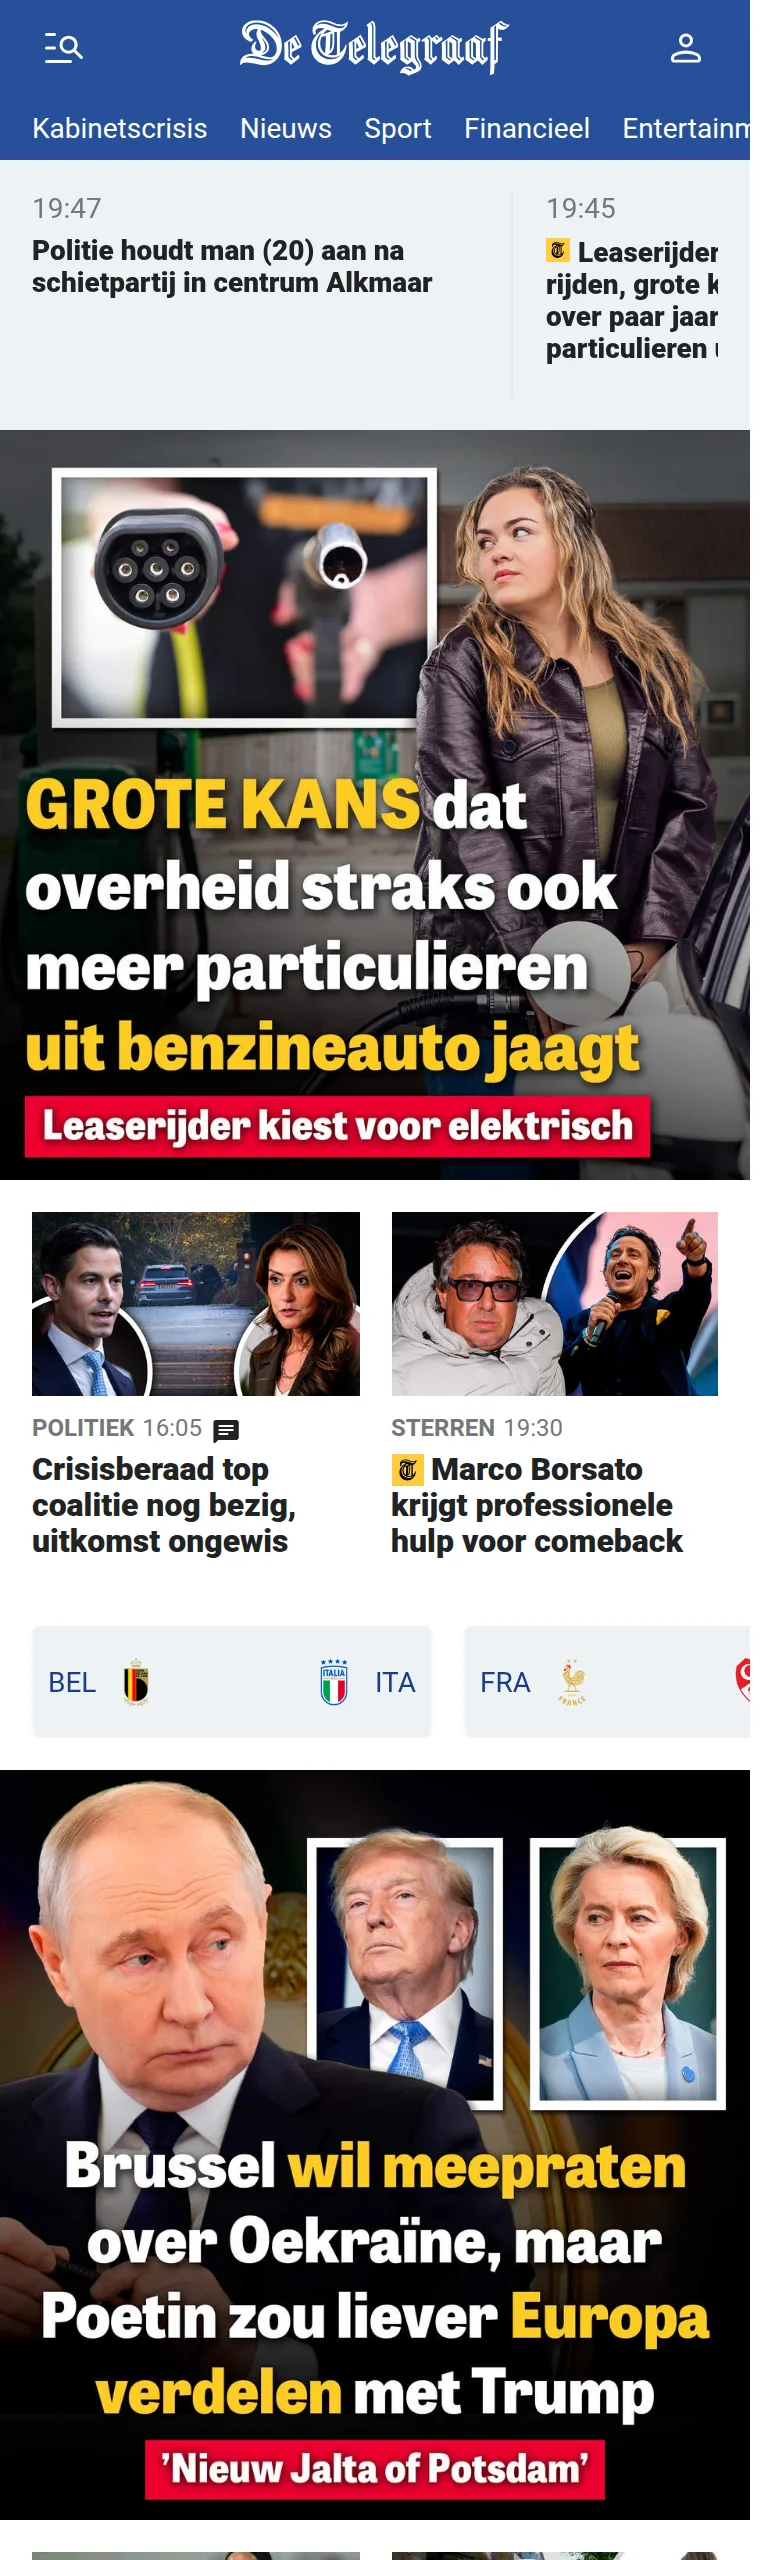 De Telegraaf
Kabinetscrisis Nieuws Sport Financieel Entertainm
19:47
Politie houdt man (20) aan na
schietpartij in centrum Alkmaar
19:45
Leaserijder
rijden, grote k
over paar jaar
particulieren
GROTE KANS dat
overheid straks ook
meer particulieren
uit benzineauto jaagt
Leaserijder kiest voor elektrisch
POLITIEK 16:05
Crisisberaad top
coalitie nog bezig,
uitkomst ongewis
STERREN 19:30
Marco Borsato
krijgt professionele
hulp voor comeback
BEL ITALIA ITA
FRA FRANCE
Brussel wil meepraten
over Oekraïne, maar
Poetin zou liever Europa
verdelen met Trump
’Nieuw Jalta of Potsdam’